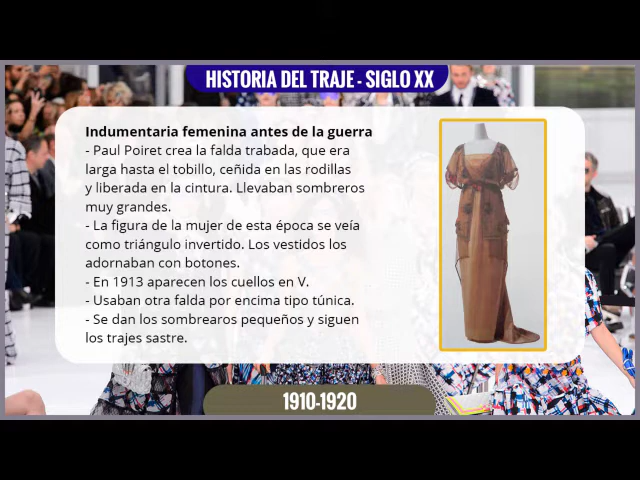 HISTORIA DEL TRAJE - SIGLO XX
Indumentaria femenina antes de la guerra
- Paul Poiret crea la falda trabada, que era
larga hasta el tobillo, ceñida en las rodillas
y liberada en la cintura. Llevaban sombreros
muy grandes.
- La figura de la mujer de esta época se veía
como triángulo invertido. Los vestidos los
adornaban con botones.
- En 1913 aparecen los cuellos en V.
- Usaban otra falda por encima tipo túnica.
- Se dan los sombrearos pequeños y siguen
los trajes sastre.
1910-1920